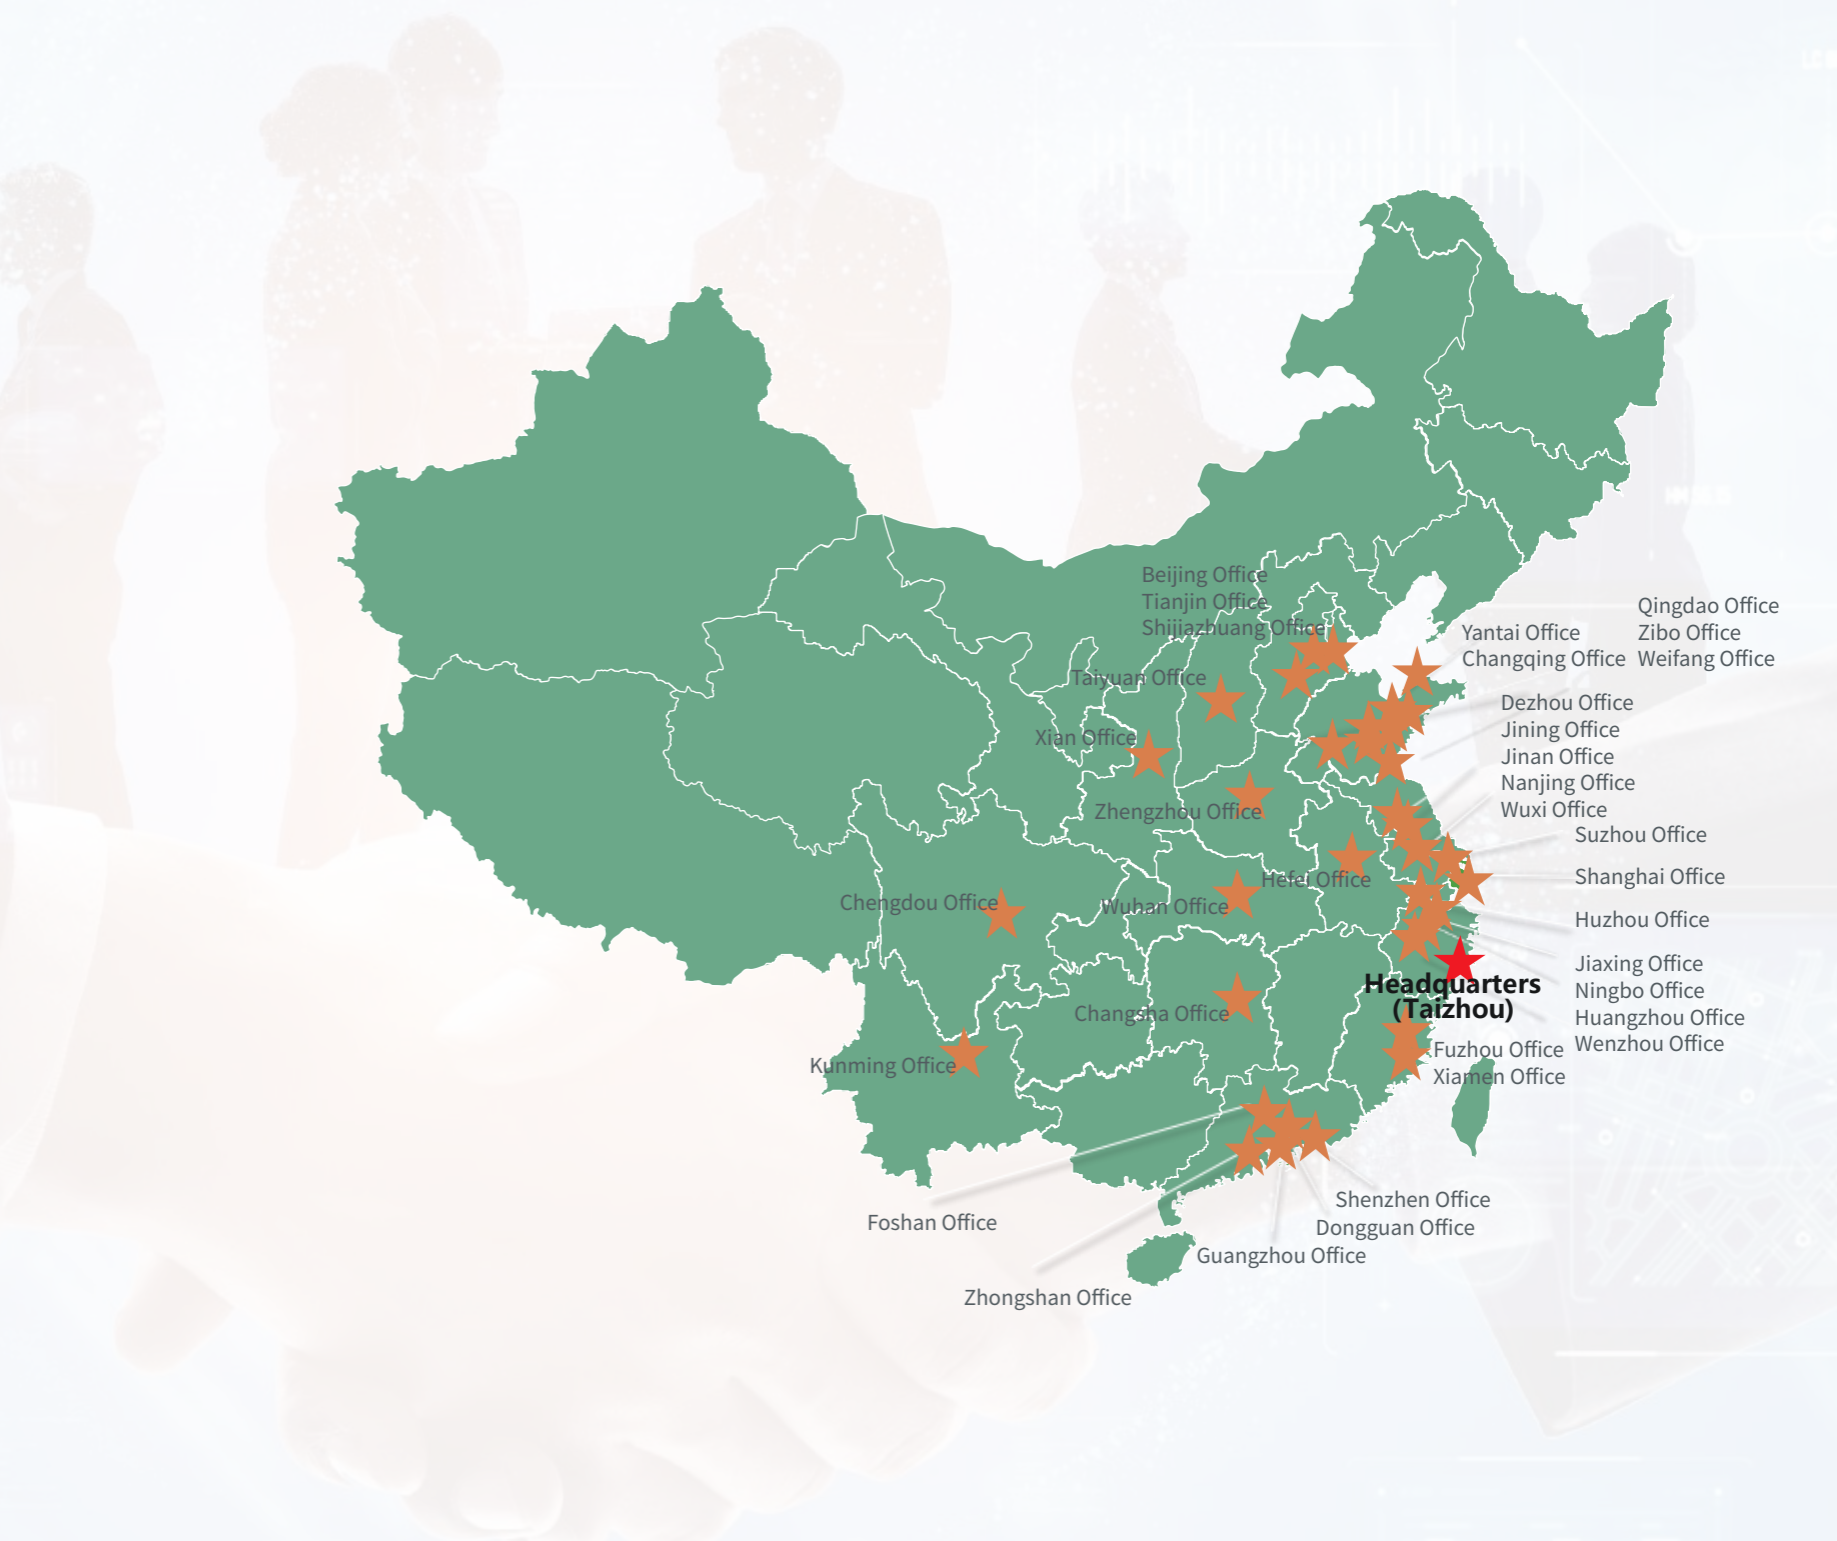 Beijing Office
Tianjin Office
Shijiazhuang Office
Qingdao Office
Yantai Office
Zibo Office
Changqing Office
Weifang Office
Taiyuan Office
Dezhou Office
Jining Office
Xian Office
Jinan Office
Nanjing Office
Zhengzhou Office
Wuxi Office
Suzhou Office
Hefei Office
Shanghai Office
Chengdou Office
Wuhan Office
Huzhou Office
Jiaxing Office
Headquarters
(Taizhou)
Ningbo Office
Changsha Office
Huangzhou Office
Wenzhou Office
Fuzhou Office
Xiamen Office
Kunming Office
Shenzhen Office
Foshan Office
Dongguan Office
Guangzhou Office
Zhongshan Office